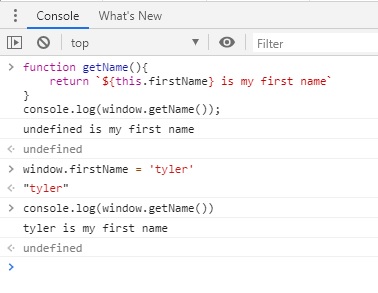 Console What's New
top Filter
> function getName(){
return `${this.firstName} is my first name`
}
console.log(window.getName());
undefined is my first name
undefined
> window.firstName = 'tyler'
"tyler"
> console.log(window.getName())
tyler is my first name
undefined
>